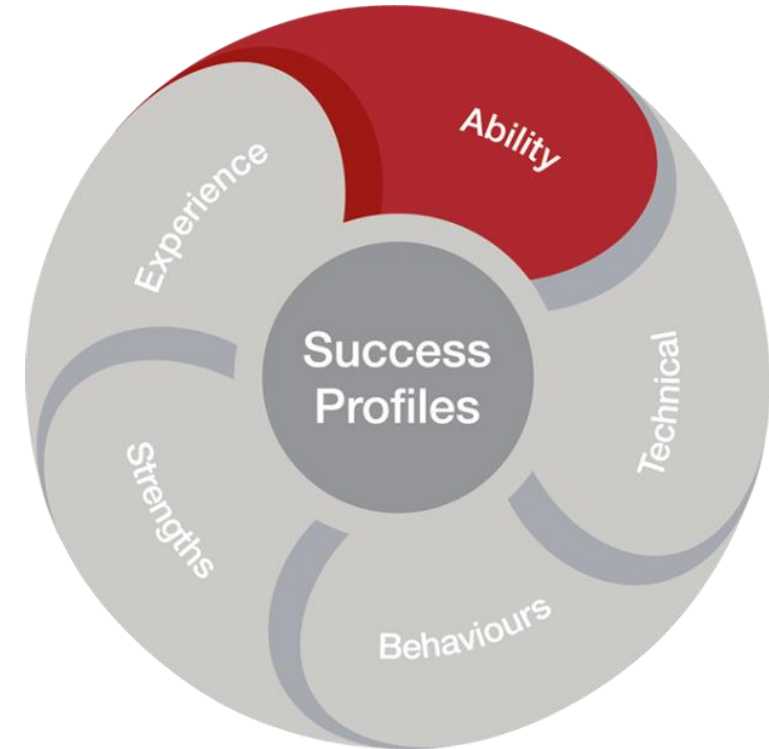 Success
Profiles
Ability
Technical
Behaviours
Strengths
Experience